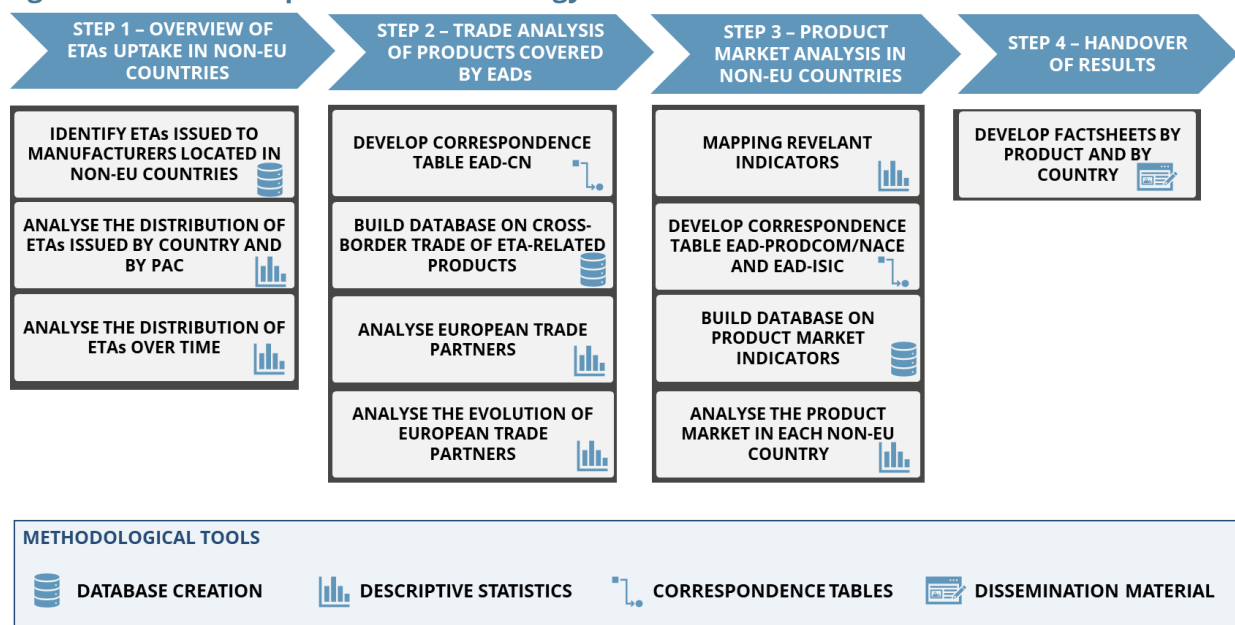 STEP 1 – OVERVIEW OF
ETAs UPTAKE IN NON-EU
COUNTRIES
IDENTIFY ETAs ISSUED TO
MANUFACTURERS LOCATED IN
NON-EU COUNTRIES
ANALYSE THE DISTRIBUTION OF
ETAs ISSUED BY COUNTRY AND
BY PAC
ANALYSE THE DISTRIBUTION OF
ETAs OVER TIME
STEP 2 – TRADE ANALYSIS
OF PRODUCTS COVERED
BY EADs
DEVELOP CORRESPONDENCE
TABLE EAD-CN
BUILD DATABASE ON CROSS-
BORDER TRADE OF ETA-RELATED
PRODUCTS
ANALYSE EUROPEAN TRADE
PARTNERS
ANALYSE THE EVOLUTION OF
EUROPEAN TRADE
PARTNERS
STEP 3 – PRODUCT
MARKET ANALYSIS IN
NON-EU COUNTRIES
MAPPING REVELANT
INDICATORS
DEVELOP CORRESPONDENCE
TABLE EAD-PRODCOM/NACE
AND EAD-ISIC
BUILD DATABASE ON
PRODUCT MARKET
INDICATORS
ANALYSE THE PRODUCT
MARKET IN EACH NON-EU
COUNTRY
STEP 4 – HANDOVER
OF RESULTS
DEVELOP FACTSHEETS BY
PRODUCT AND BY
COUNTRY
METHODOLOGICAL TOOLS
DATABASE CREATION
DESCRIPTIVE STATISTICS
CORRESPONDENCE TABLES
DISSEMINATION MATERIAL